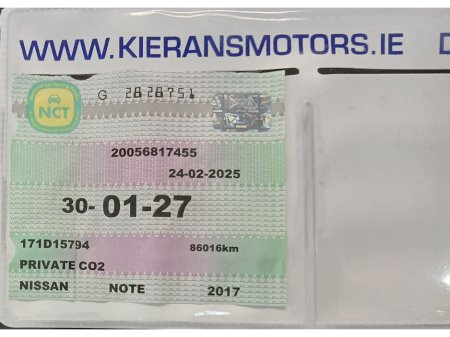 WWW.KIERANSMOTORS.IE
NCT
G 2828751
20056817455
24-02-2025
30-01-27
171D15794 86016km
PRIVATE CO2
NISSAN NOTE 2017